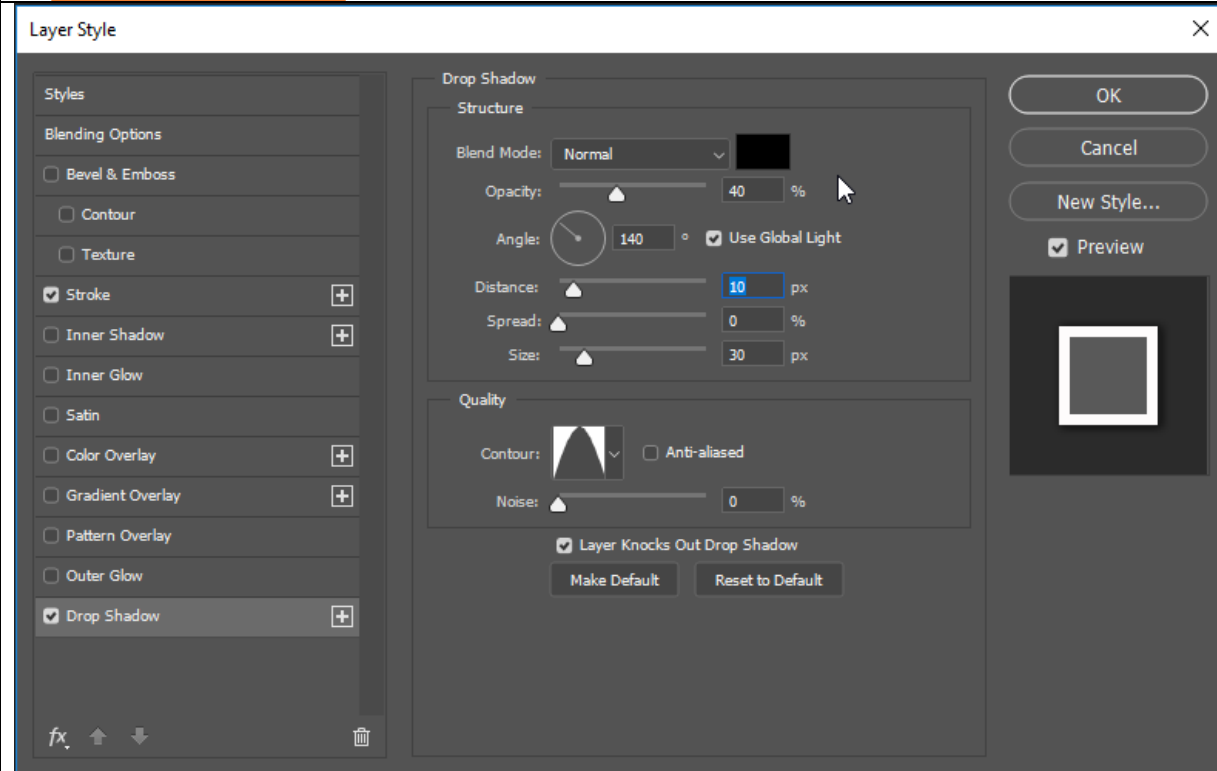 Layer Style
Styles
Blending Options
Bevel & Emboss
Contour
Texture
Stroke
Inner Shadow
Inner Glow
Satin
Color Overlay
Gradient Overlay
Pattern Overlay
Outer Glow
Drop Shadow
fx
Drop Shadow
Structure
Blend Mode: Normal
Opacity: 40 %
Angle: 140 ° Use Global Light
Distance: 10 px
Spread: 0 %
Size: 30 px
Quality
Contour: Anti-aliased
Noise: 0 %
Layer Knocks Out Drop Shadow
Make Default Reset to Default
OK
Cancel
New Style...
Preview